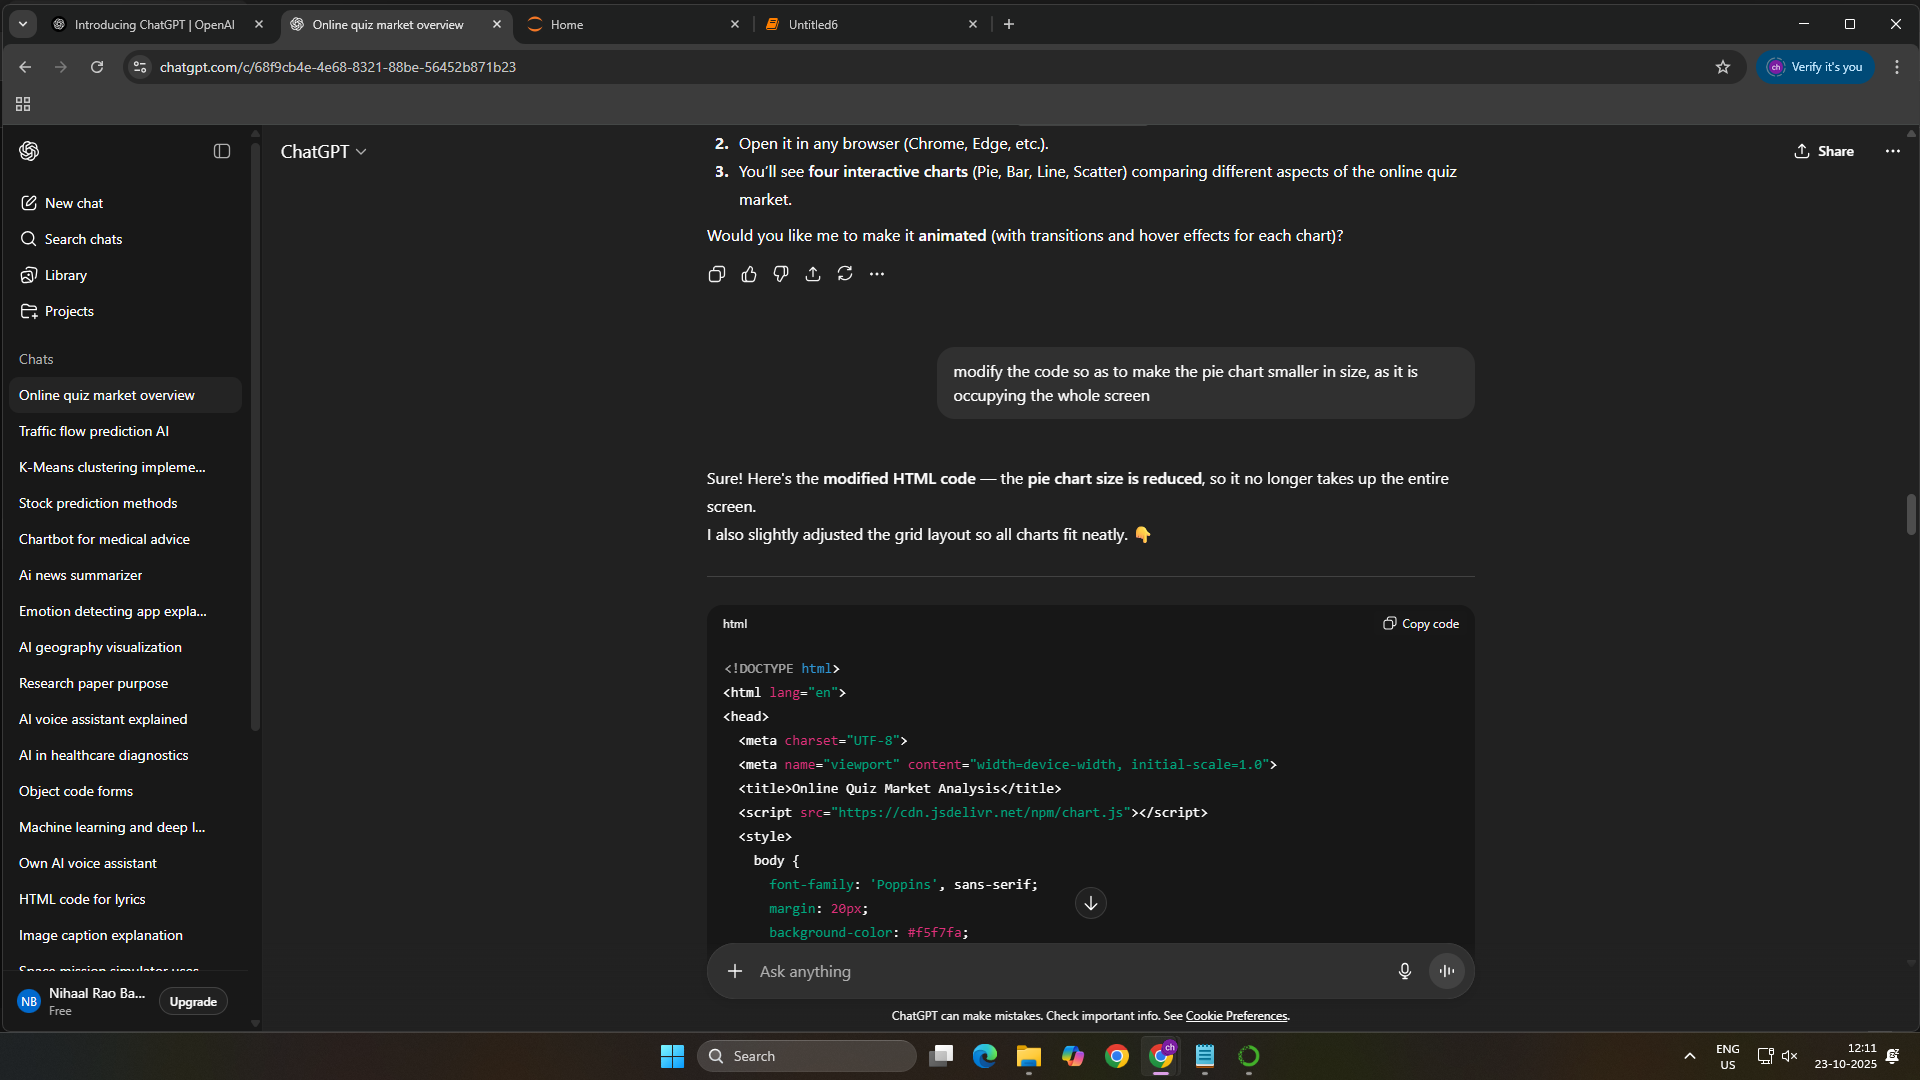 Introducing ChatGPT | OpenAI
Online quiz market overview
Home
Untitled6
chatgpt.com/c/68f9cb4e-4e68-8321-88be-56452b871b23
ch
Verify it's you
ChatGPT
Share
New chat
Search chats
Library
Projects
Chats
Online quiz market overview
Traffic flow prediction AI
K-Means clustering impleme...
Stock prediction methods
Chartbot for medical advice
Ai news summarizer
Emotion detecting app expla...
AI geography visualization
Research paper purpose
AI voice assistant explained
AI in healthcare diagnostics
Object code forms
Machine learning and deep l...
Own AI voice assistant
HTML code for lyrics
Image caption explanation
Space mission simulator uses
NB
Nihaal Rao Ba...
Free
Upgrade
2. Open it in any browser (Chrome, Edge, etc.).
3. You’ll see four interactive charts (Pie, Bar, Line, Scatter) comparing different aspects of the online quiz
market.
Would you like me to make it animated (with transitions and hover effects for each chart)?
modify the code so as to make the pie chart smaller in size, as it is
occupying the whole screen
Sure! Here's the modified HTML code — the pie chart size is reduced, so it no longer takes up the entire
screen.
I also slightly adjusted the grid layout so all charts fit neatly. 👇
html
Copy code
<!DOCTYPE html>
<html lang="en">
<head>
<meta charset="UTF-8">
<meta name="viewport" content="width=device-width, initial-scale=1.0">
<title>Online Quiz Market Analysis</title>
<script src="https://cdn.jsdelivr.net/npm/chart.js"></script>
<style>
body {
font-family: 'Poppins', sans-serif;
margin: 20px;
background-color: #f5f7fa;
Ask anything
ChatGPT can make mistakes. Check important info. See Cookie Preferences.
Search
ch
ENG
US
12:11
23-10-2025